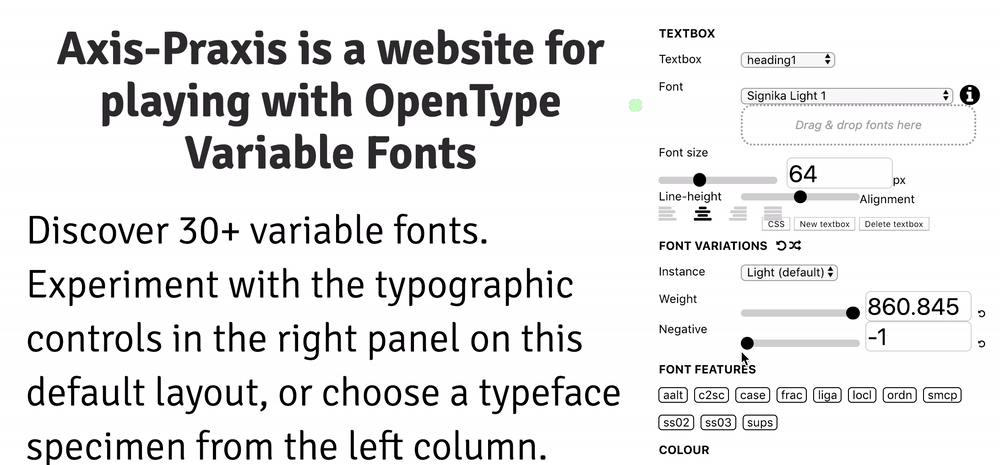 Axis-Praxis is a website for
playing with OpenType
Variable Fonts
Discover 30+ variable fonts.
Experiment with the typographic
controls in the right panel on this
default layout, or choose a typeface
specimen from the left column.
TEXTBOX
Textbox heading1
Font Signika Light 1
Drag & drop fonts here
Font size 64 px
Line-height Alignment
CSS New textbox Delete textbox
FONT VARIATIONS
Instance Light (default)
Weight 860.845
Negative -1
FONT FEATURES
aalt c2sc case frac liga locl ordn smcp
ss02 ss03 sups
COLOUR